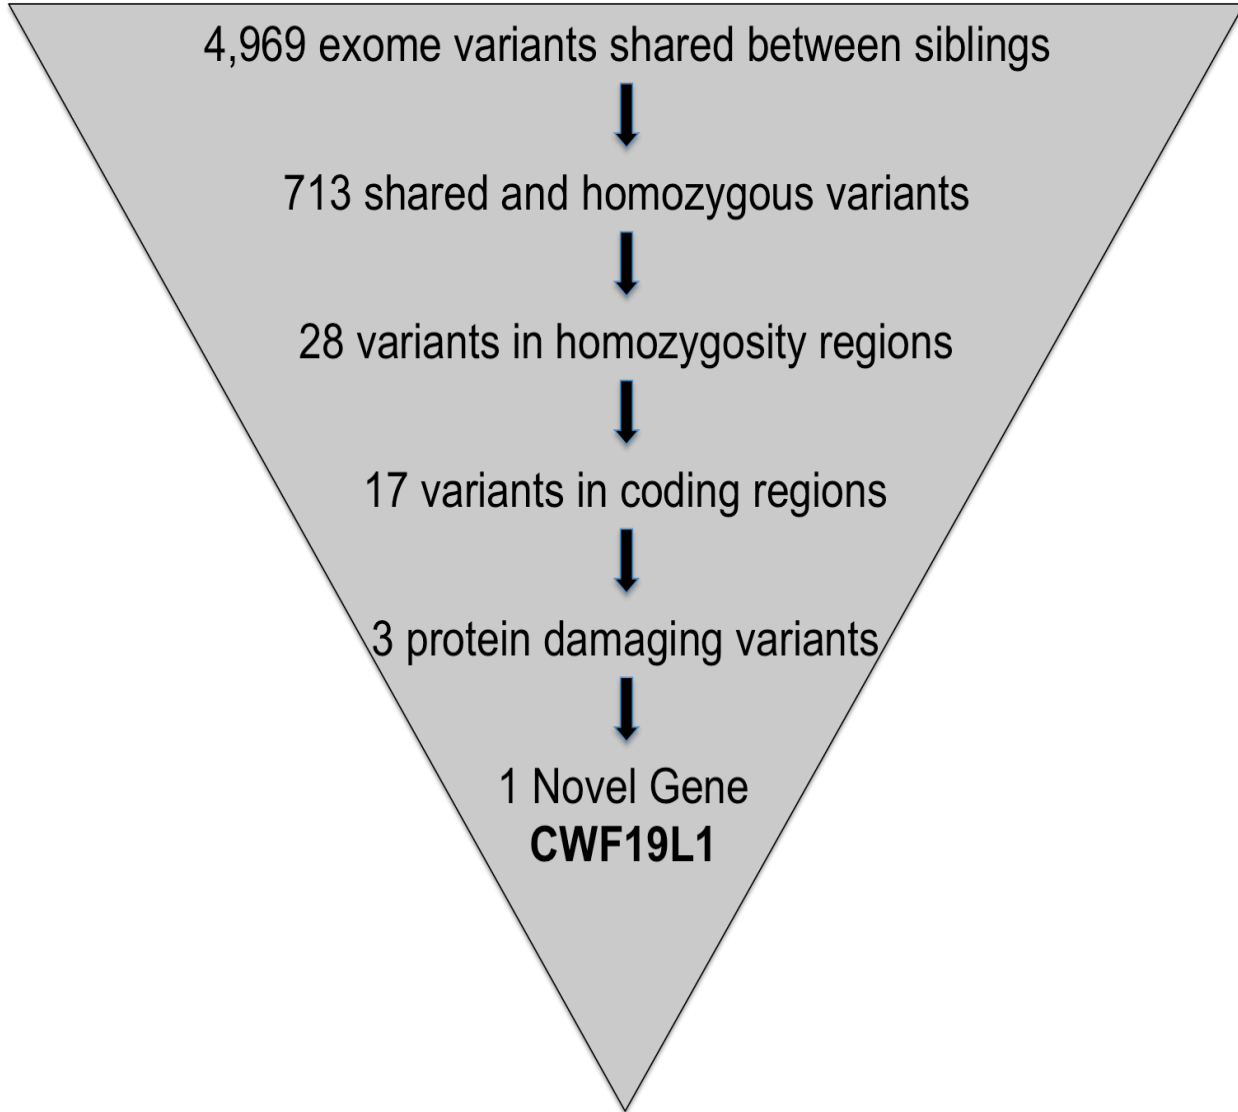 4,969 exome variants shared between siblings
713 shared and homozygous variants
28 variants in homozygosity regions
17 variants in coding regions
3 protein damaging variants
1 Novel Gene
CWF19L1